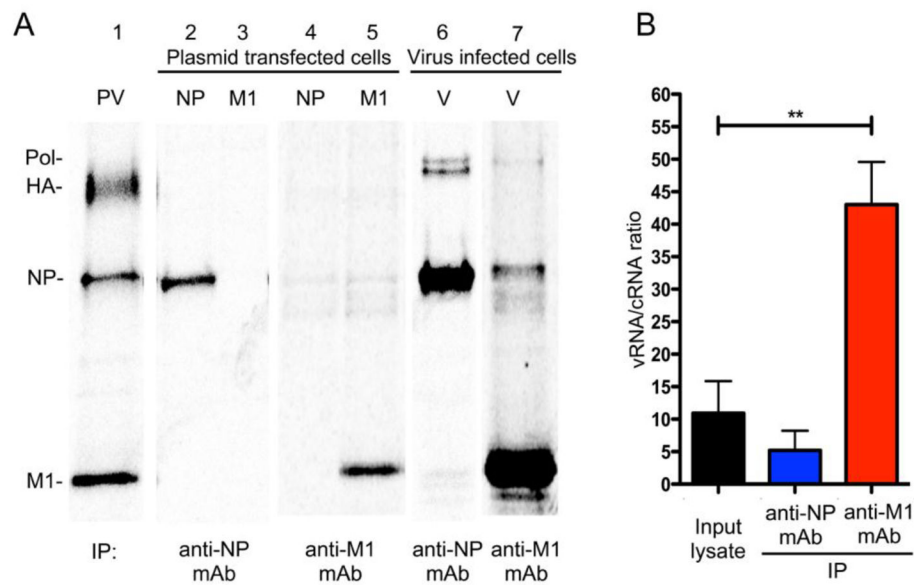 A
1 2 3 4 5 6 7
Plasmid transfected cells Virus infected cells
PV NP M1 NP M1 V V
Pol-
HA-
NP-
M1-
IP: anti-NP mAb anti-M1 mAb anti-NP mAb anti-M1 mAb
B
vRNA/cRNA ratio
60
55
50
45
40
35
30
25
20
15
10
5
0
**
Input lysate
anti-NP mAb
anti-M1 mAb
IP